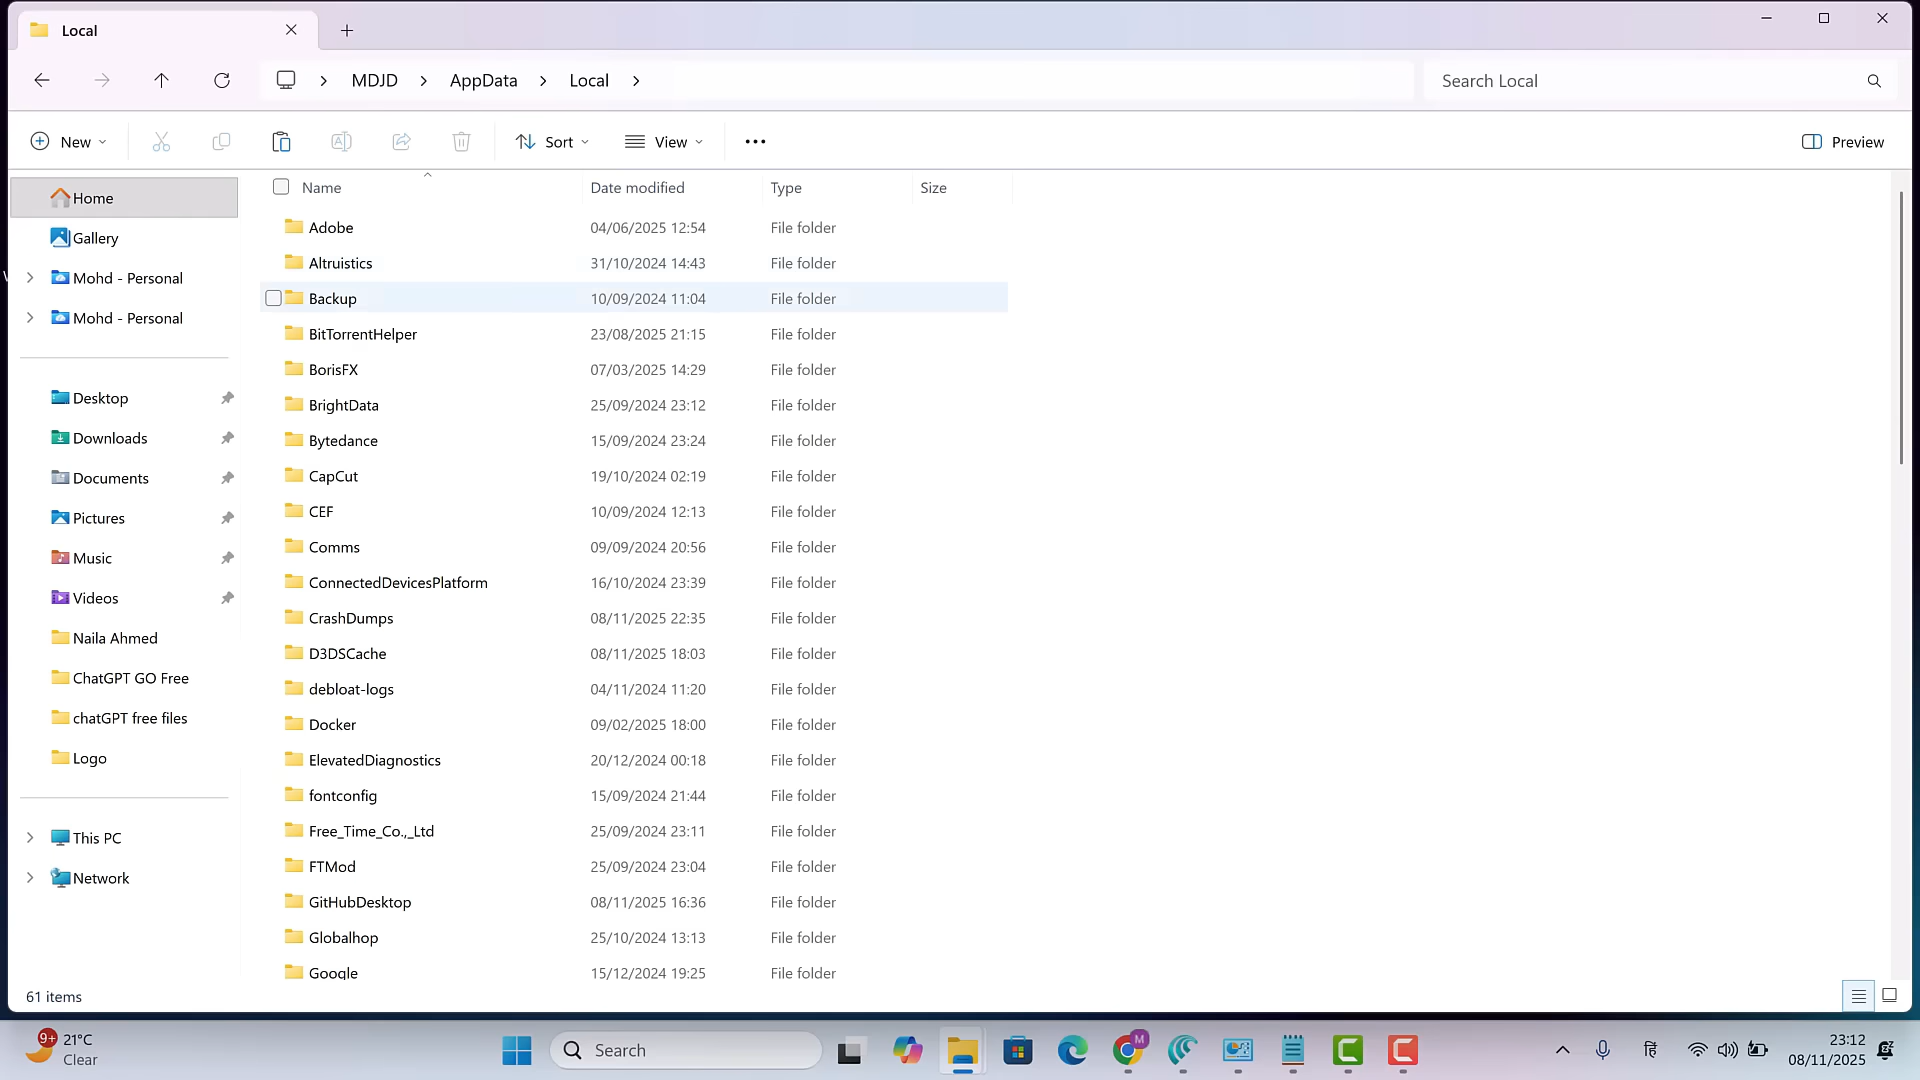 Local
MDJD AppData Local
Search Local
New
Sort
View
Preview
Home
Gallery
Mohd - Personal
Mohd - Personal
Desktop
Downloads
Documents
Pictures
Music
Videos
Naila Ahmed
ChatGPT GO Free
chatGPT free files
Logo
This PC
Network
Name Date modified Type Size
Adobe 04/06/2025 12:54 File folder
Altruistics 31/10/2024 14:43 File folder
Backup 10/09/2024 11:04 File folder
BitTorrentHelper 23/08/2025 21:15 File folder
BorisFX 07/03/2025 14:29 File folder
BrightData 25/09/2024 23:12 File folder
Bytedance 15/09/2024 23:24 File folder
CapCut 19/10/2024 02:19 File folder
CEF 10/09/2024 12:13 File folder
Comms 09/09/2024 20:56 File folder
ConnectedDevicesPlatform 16/10/2024 23:39 File folder
CrashDumps 08/11/2025 22:35 File folder
D3DSCache 08/11/2025 18:03 File folder
debloat-logs 04/11/2024 11:20 File folder
Docker 09/02/2025 18:00 File folder
ElevatedDiagnostics 20/12/2024 00:18 File folder
fontconfig 15/09/2024 21:44 File folder
Free_Time_Co.,_Ltd 25/09/2024 23:11 File folder
FTMod 25/09/2024 23:04 File folder
GitHubDesktop 08/11/2025 16:36 File folder
Globalhop 25/10/2024 13:13 File folder
Google 15/12/2024 19:25 File folder
61 items
9+
21°C
Clear
Search
M
हि
23:12
08/11/2025